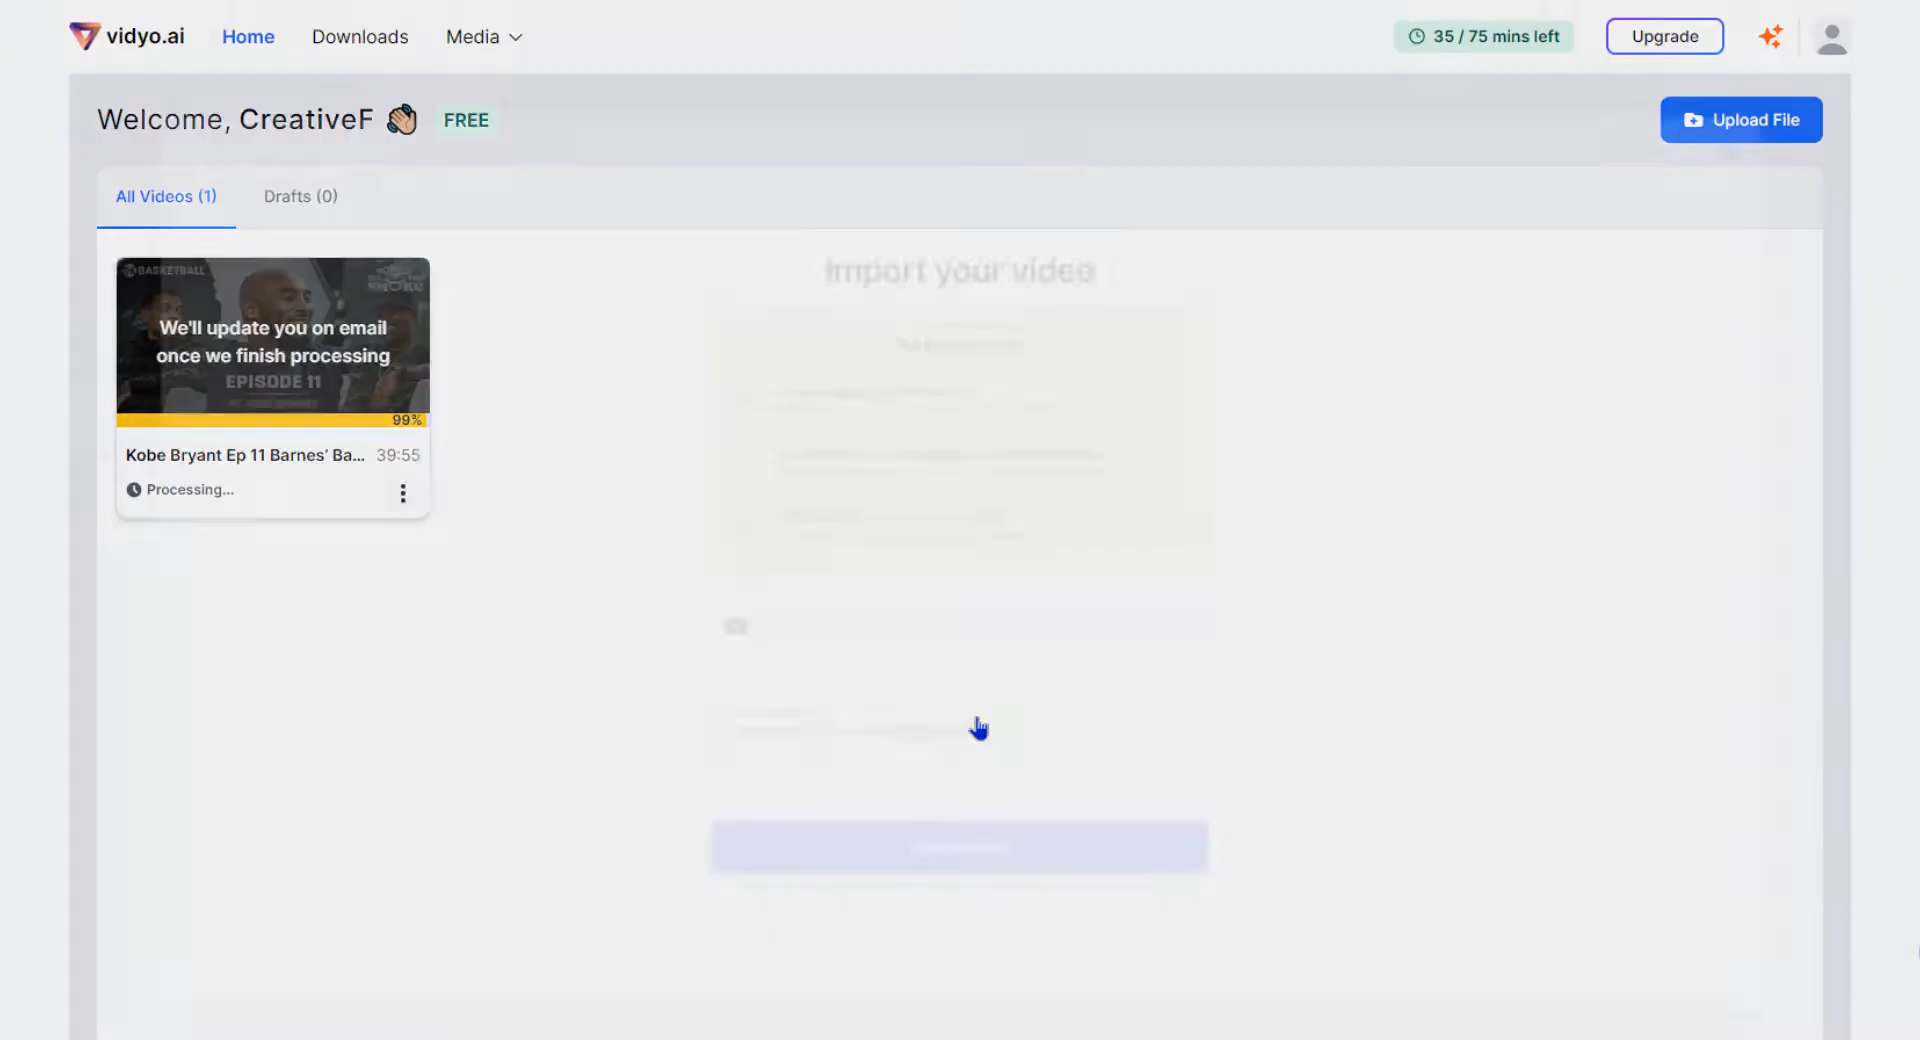 vidyo.ai Home Downloads Media 35 / 75 mins left Upgrade
Welcome, CreativeF FREE Upload File
All Videos (1) Drafts (0)
Import your video
BASKETBALL
We'll update you on email
once we finish processing
EPISODE 11
99%
Kobe Bryant Ep 11 Barnes’ Ba... 39:55
Processing...